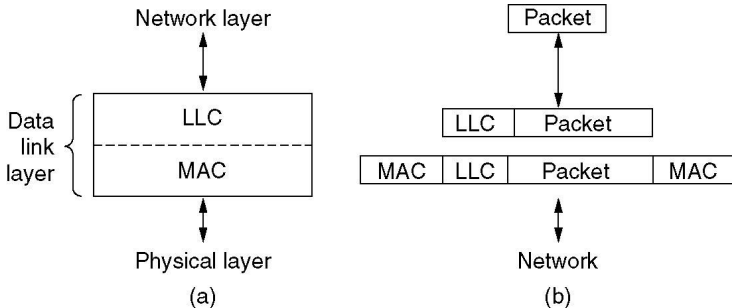 Network layer
LLC
MAC
Data
link
layer
Physical layer
(a)
Packet
LLC Packet
MAC LLC Packet MAC
Network
(b)